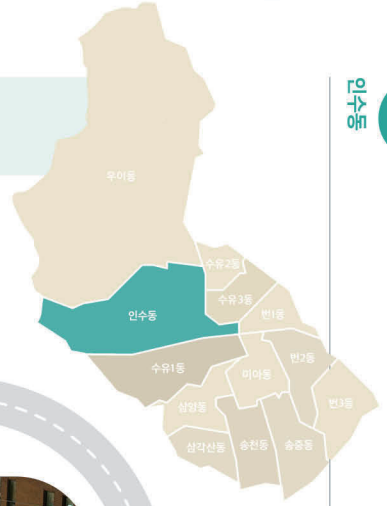 우이동
인수동
수유2동
수유3동
번1동
인수동
수유1동
미아동
번2동
삼양동
번3동
삼각산동
송천동
송중동